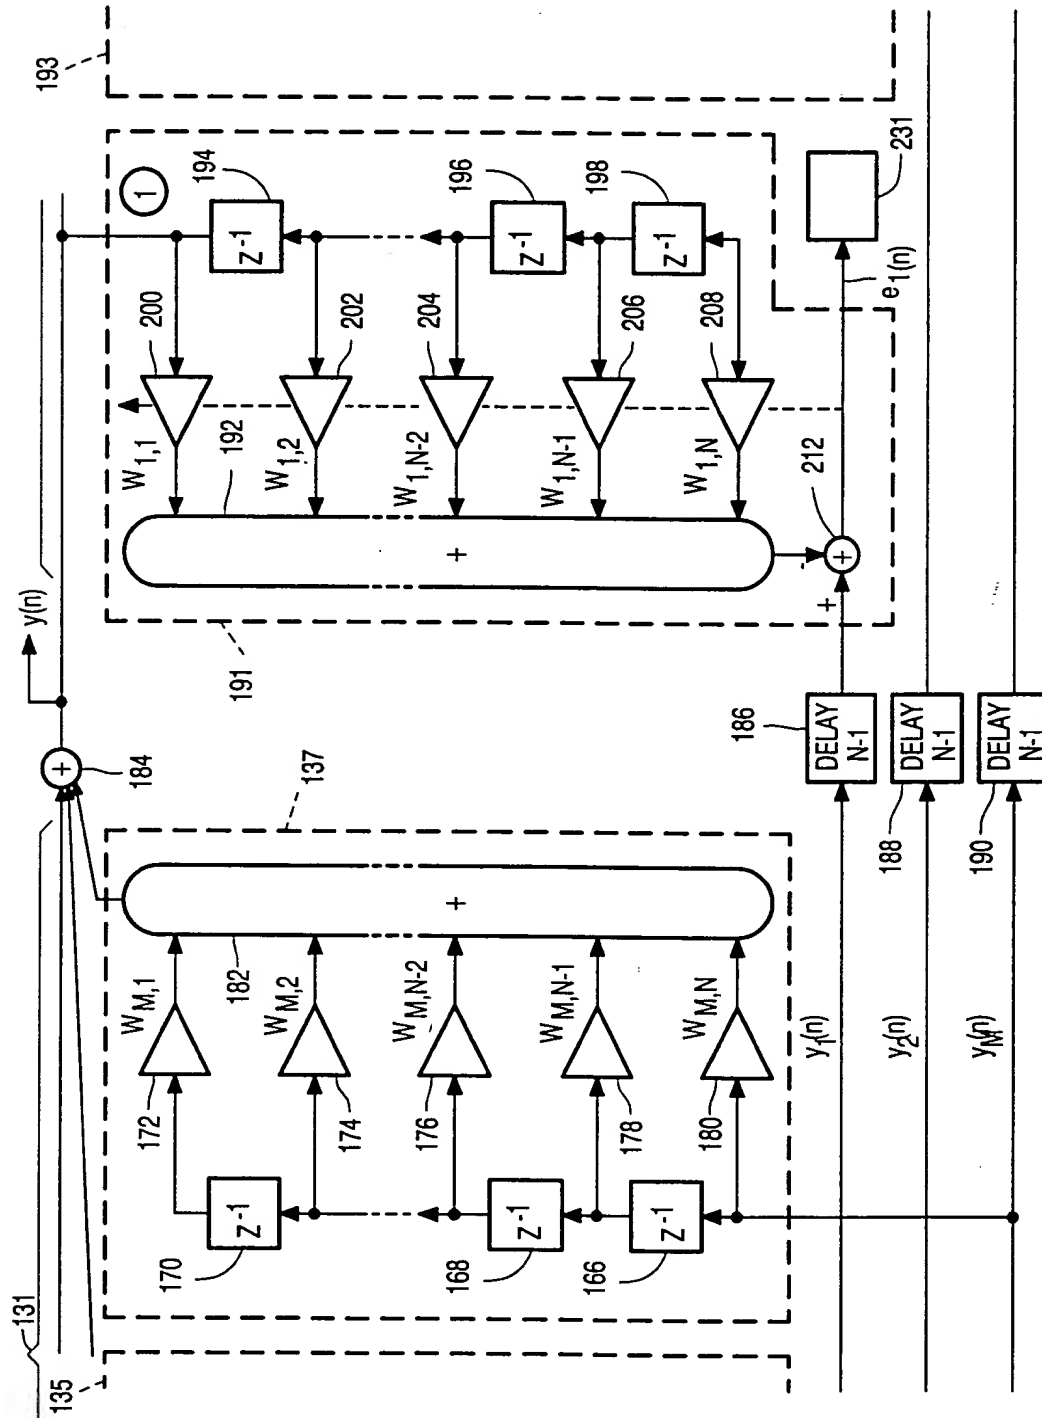 131
135
170
Z-1
168
Z-1
166
Z-1
172
WM,1
174
WM,2
176
WM,N-2
178
WM,N-1
180
WM,N
182
+
137
184
+
y(n)
y1(n)
y2(n)
yM(n)
186
DELAY
N-1
188
DELAY
N-1
190
DELAY
N-1
191
192
+
W1,1
200
W1,2
202
W1,N-2
204
W1,N-1
206
W1,N
208
1
194
Z-1
196
Z-1
198
Z-1
212
+
+
-
e1(n)
231
193